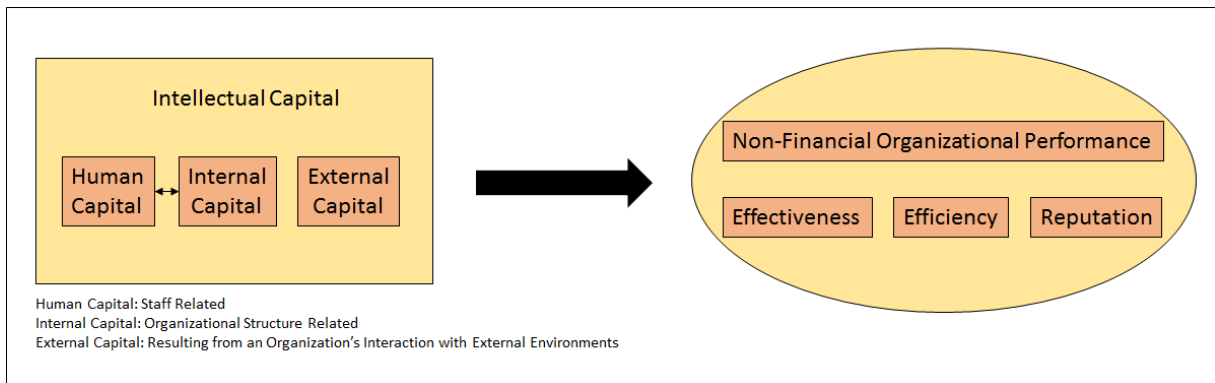 Intellectual Capital
Human
Capital
Internal
Capital
External
Capital
Non-Financial Organizational Performance
Effectiveness
Efficiency
Reputation
Human Capital: Staff Related
Internal Capital: Organizational Structure Related
External Capital: Resulting from an Organization's Interaction with External Environments